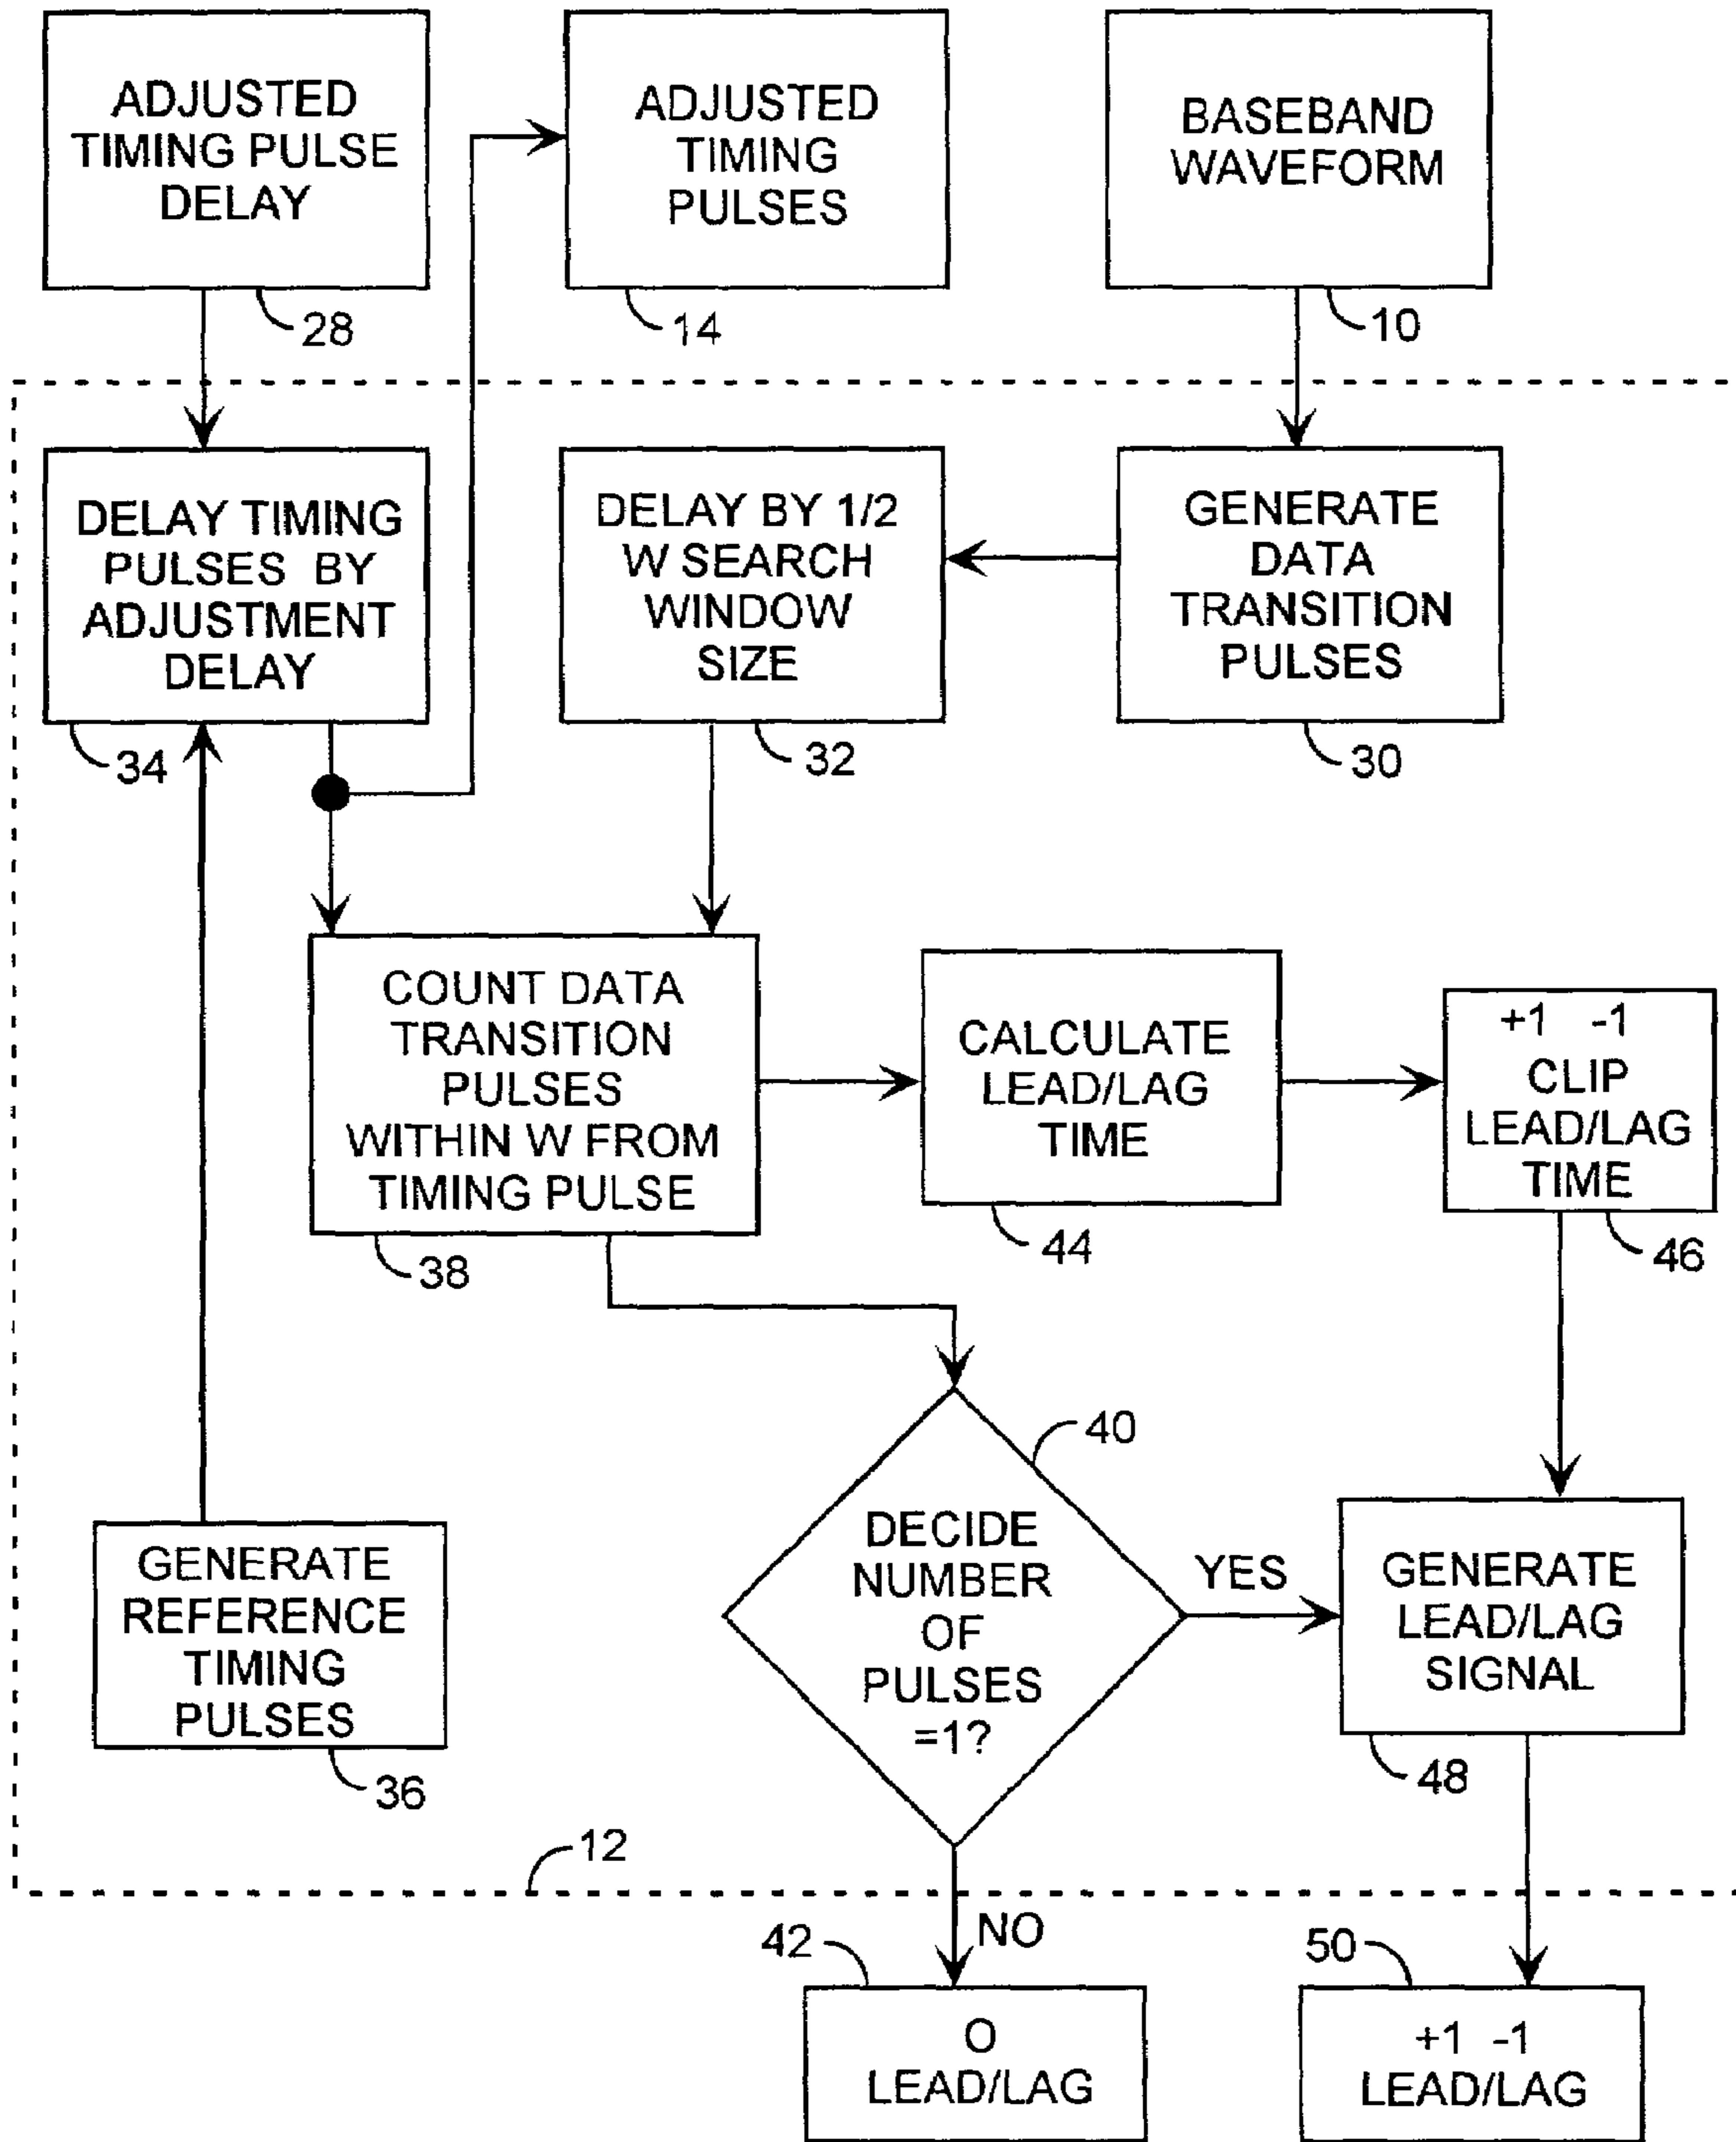 ADJUSTED
TIMING PULSE
DELAY
28
ADJUSTED
TIMING
PULSES
14
BASEBAND
WAVEFORM
10
DELAY TIMING
PULSES BY
ADJUSTMENT
DELAY
34
DELAY BY 1/2
W SEARCH
WINDOW
SIZE
32
GENERATE
DATA
TRANSITION
PULSES
30
COUNT DATA
TRANSITION
PULSES
WITHIN W FROM
TIMING PULSE
38
CALCULATE
LEAD/LAG
TIME
44
+1 -1
CLIP
LEAD/LAG
TIME
46
GENERATE
REFERENCE
TIMING
PULSES
36
40
DECIDE
NUMBER
OF
PULSES
=1?
YES
GENERATE
LEAD/LAG
SIGNAL
48
12
NO
42
O
LEAD/LAG
50
+1 -1
LEAD/LAG